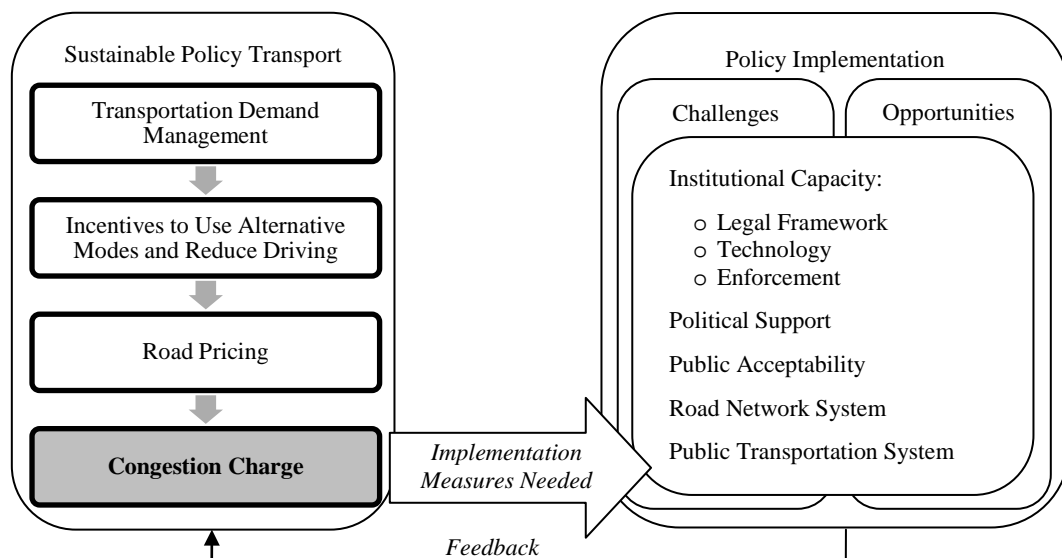 Sustainable Policy Transport
Transportation Demand
Management
Incentives to Use Alternative
Modes and Reduce Driving
Road Pricing
Congestion Charge
Implementation
Measures Needed
Feedback
Policy Implementation
Challenges
Opportunities
Institutional Capacity:
o Legal Framework
o Technology
o Enforcement
Political Support
Public Acceptability
Road Network System
Public Transportation System